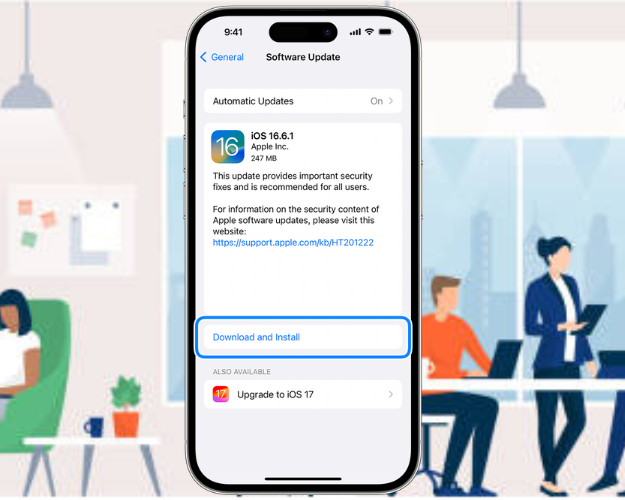 9:41
General
Software Update
Automatic Updates
On
16
iOS 16.6.1
Apple Inc.
247 MB
This update provides important security
fixes and is recommended for all users.
For information on the security content of
Apple software updates, please visit this
website:
https://support.apple.com/kb/HT201222
Download and Install
ALSO AVAILABLE
17
Upgrade to iOS 17